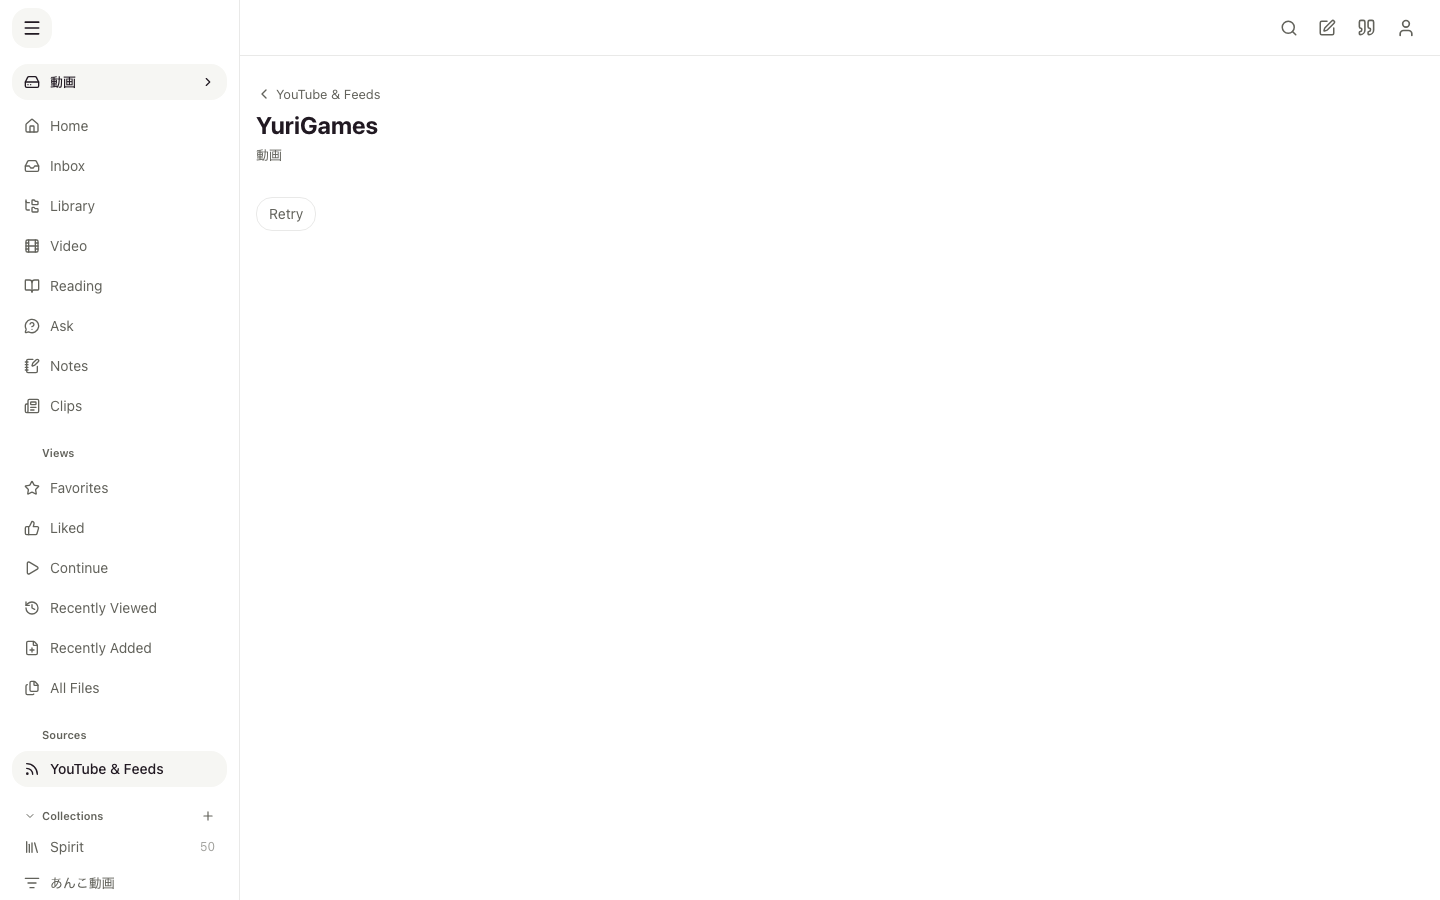 動画
Home
Inbox
Library
Video
Reading
Ask
Notes
Clips
Views
Favorites
Liked
Continue
Recently Viewed
Recently Added
All Files
Sources
YouTube & Feeds
Collections
Spirit 50
あんこ動画
YouTube & Feeds
YuriGames
動画
Retry